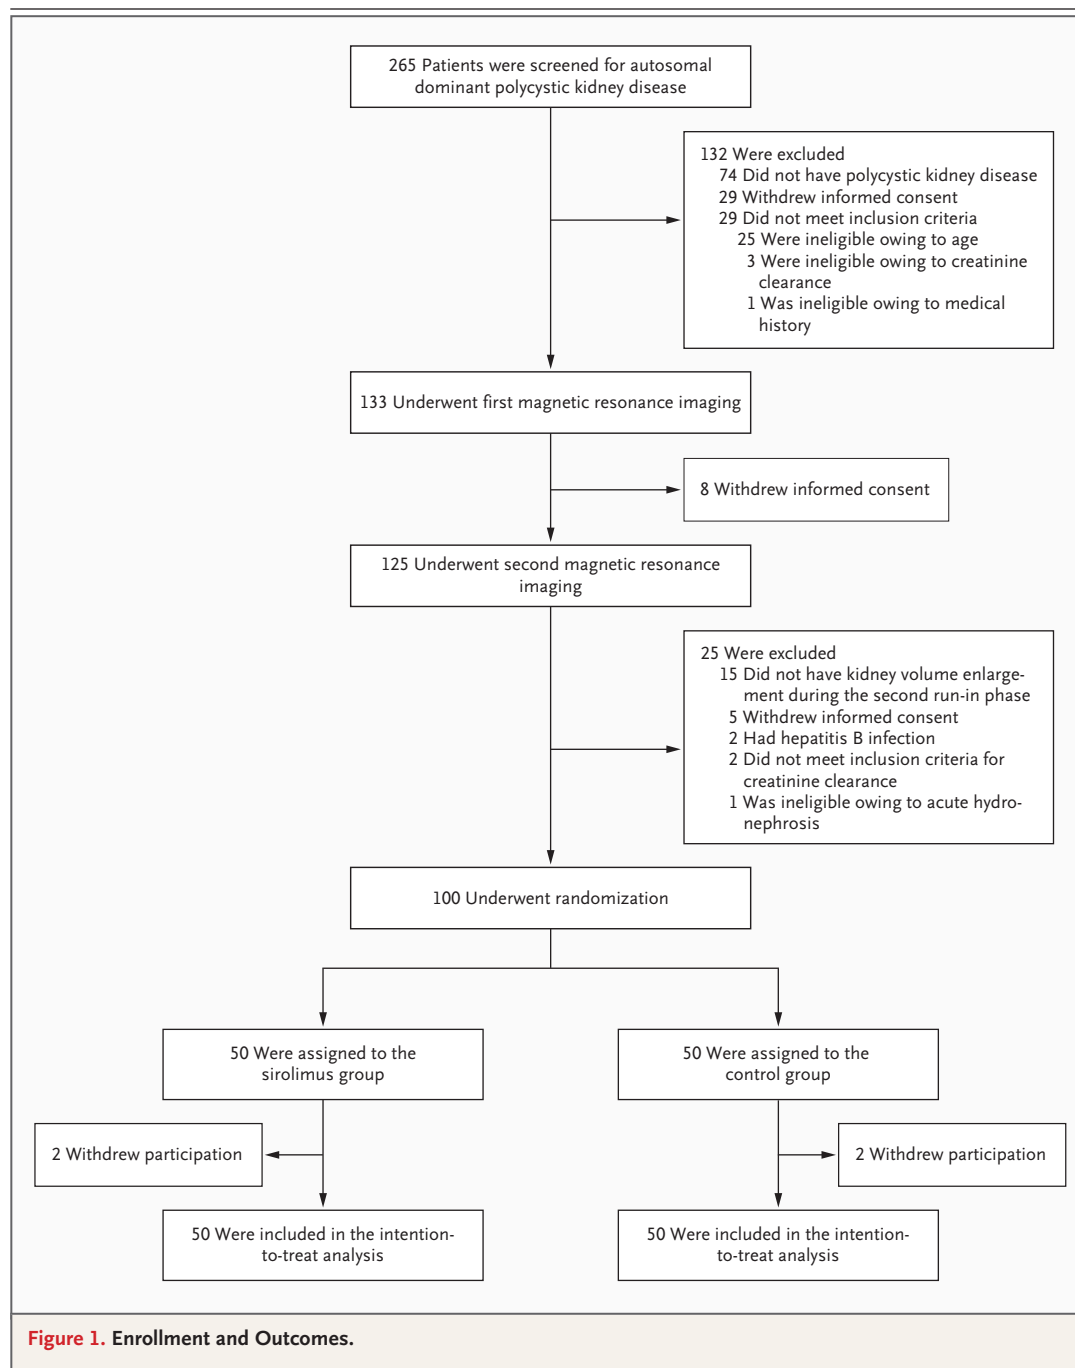 265 Patients were screened for autosomal
dominant polycystic kidney disease
132 Were excluded
74 Did not have polycystic kidney disease
29 Withdrew informed consent
29 Did not meet inclusion criteria
25 Were ineligible owing to age
3 Were ineligible owing to creatinine
clearance
1 Was ineligible owing to medical
history
133 Underwent first magnetic resonance imaging
8 Withdrew informed consent
125 Underwent second magnetic resonance
imaging
25 Were excluded
15 Did not have kidney volume enlarge-
ment during the second run-in phase
5 Withdrew informed consent
2 Had hepatitis B infection
2 Did not meet inclusion criteria for
creatinine clearance
1 Was ineligible owing to acute hydro-
nephrosis
100 Underwent randomization
50 Were assigned to the
sirolimus group
50 Were assigned to the
control group
2 Withdrew participation
2 Withdrew participation
50 Were included in the intention-
to-treat analysis
50 Were included in the intention-
to-treat analysis
Figure 1. Enrollment and Outcomes.